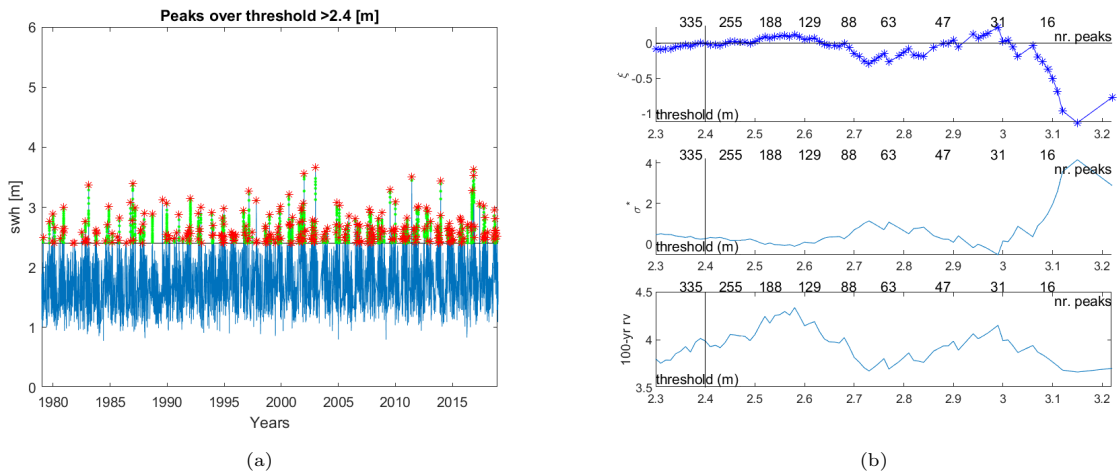 Peaks over threshold >2.4 [m]
6
5
4
3
2
1
0
swh [m]
1980 1985 1990 1995 2000 2005 2010 2015
Years
(a)
335 255 188 129 88 63 47 31 16
nr. peaks
0
-0.5
-1
ξ
threshold (m)
2.3 2.4 2.5 2.6 2.7 2.8 2.9 3 3.1 3.2
335 255 188 129 88 63 47 31 16
nr. peaks
4
2
0
σ*
threshold (m)
2.3 2.4 2.5 2.6 2.7 2.8 2.9 3 3.1 3.2
335 255 188 129 88 63 47 31 16
nr. peaks
4.5
4
3.5
100-yr rv
threshold (m)
2.3 2.4 2.5 2.6 2.7 2.8 2.9 3 3.1 3.2
(b)